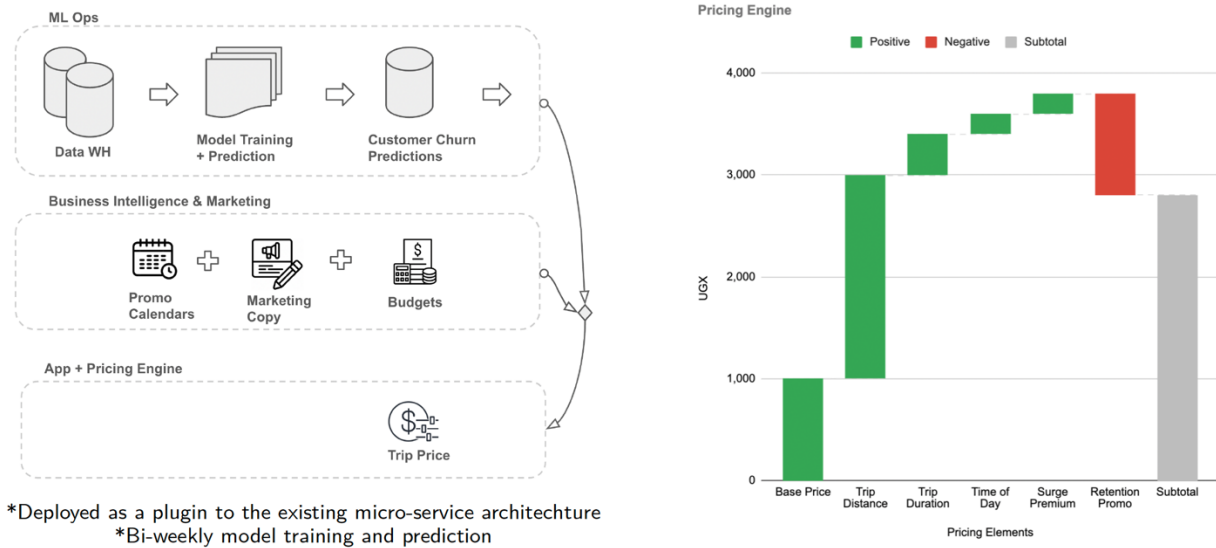 ML Ops
Data WH
Model Training
+ Prediction
Customer Churn
Predictions
Business Intelligence & Marketing
$
Promo
Calendars
Marketing
Copy
Budgets
App + Pricing Engine
$
Trip Price
*Deployed as a plugin to the existing micro-service architechture
*Bi-weekly model training and prediction
Pricing Engine
Positive Negative Subtotal
4,000
3,000
2,000
1,000
0
UGX
Base Price
Trip
Distance
Trip
Duration
Time of
Day
Surge
Premium
Retention
Promo
Subtotal
Pricing Elements